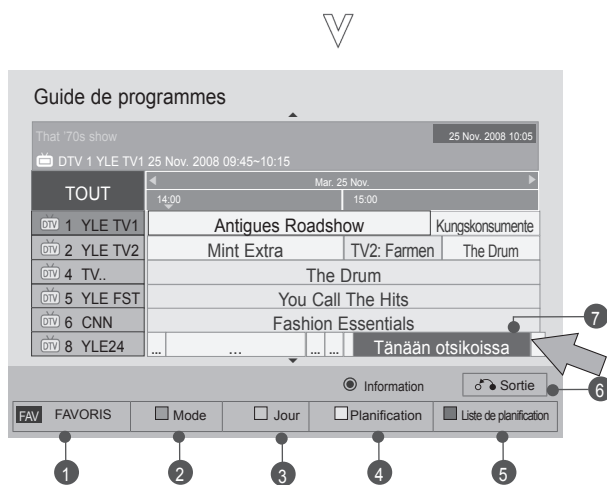 Guide de programmes
That '70s show
25 Nov. 2008 10:05
DTV 1 YLE TV1 25 Nov. 2008 09:45~10:15
TOUT
Mar. 25 Nov.
14:00 15:00
DTV 1 YLE TV1 Antigues Roadshow Kungskonsumente
DTV 2 YLE TV2 Mint Extra TV2: Farmen The Drum
DTV 4 TV.. The Drum
DTV 5 YLE FST You Call The Hits
DTV 6 CNN Fashion Essentials
7
DTV 8 YLE24 ... ... ... ... Tänään otsikoissa
Information Sortie
6
FAV FAVORIS Mode Jour Planification Liste de planification
1 2 3 4 5